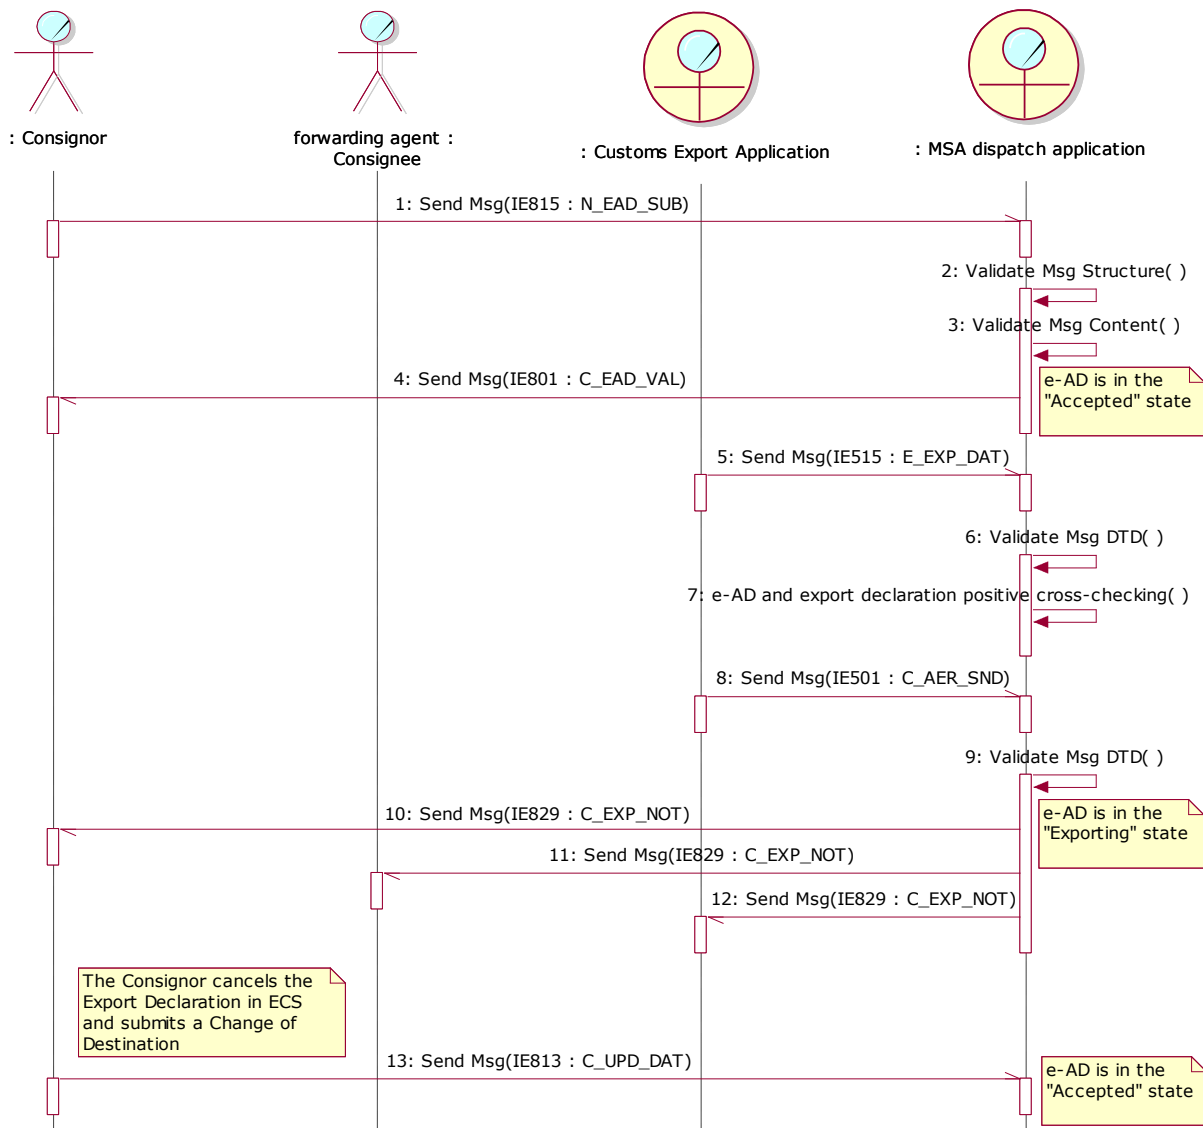 : Consignor
forwarding agent :
Consignee
: Customs Export Application
: MSA dispatch application
1: Send Msg(IE815 : N_EAD_SUB)
2: Validate Msg Structure( )
3: Validate Msg Content( )
4: Send Msg(IE801 : C_EAD_VAL)
e-AD is in the
"Accepted" state
5: Send Msg(IE515 : E_EXP_DAT)
6: Validate Msg DTD( )
7: e-AD and export declaration positive cross-checking( )
8: Send Msg(IE501 : C_AER_SND)
9: Validate Msg DTD( )
10: Send Msg(IE829 : C_EXP_NOT)
e-AD is in the
"Exporting" state
11: Send Msg(IE829 : C_EXP_NOT)
12: Send Msg(IE829 : C_EXP_NOT)
The Consignor cancels the
Export Declaration in ECS
and submits a Change of
Destination
13: Send Msg(IE813 : C_UPD_DAT)
e-AD is in the
"Accepted" state